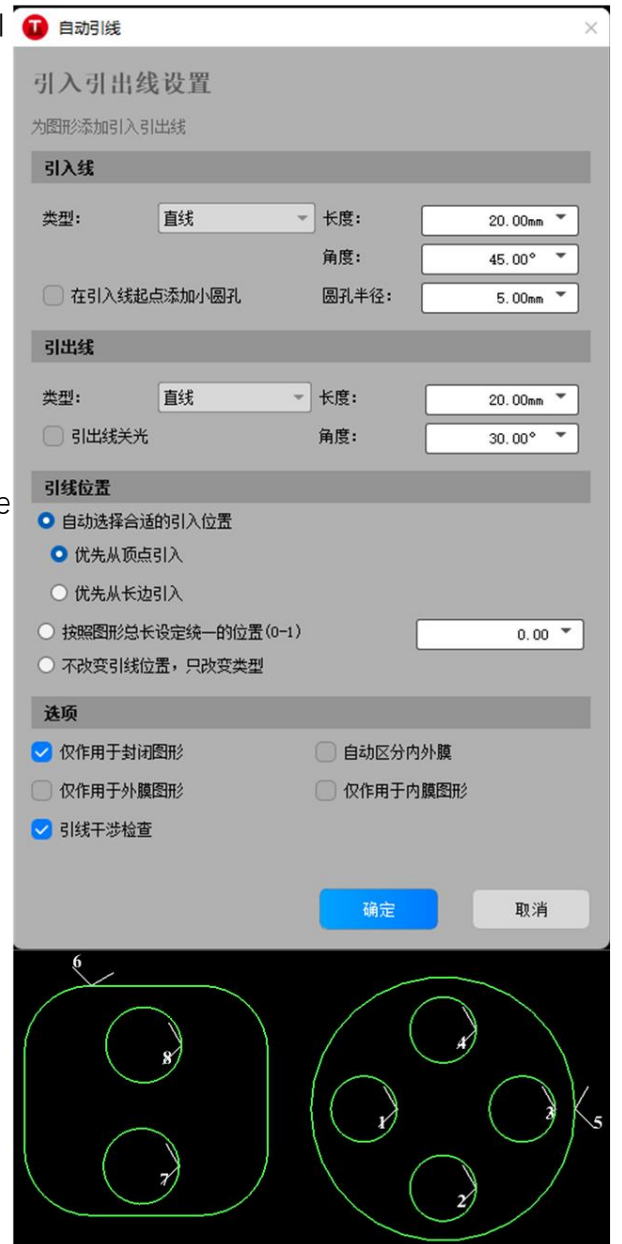 自动引线
引入引出线设置
为图形添加引入引出线
引入线
类型: 直线 长度: 20.00mm
角度: 45.00°
在引入线起点添加小圆孔 圆孔半径: 5.00mm
引出线
类型: 直线 长度: 20.00mm
引出线关光 角度: 30.00°
引线位置
e
自动选择合适的引入位置
优先从顶点引入
优先从长边引入
按照图形总长设定统一的位置(0-1) 0.00
不改变引线位置，只改变类型
选项
仅作用于封闭图形 自动区分内外膜
仅作用于外膜图形 仅作用于内膜图形
引线干涉检查
确定 取消
6
8 4
1 3 5
7 2